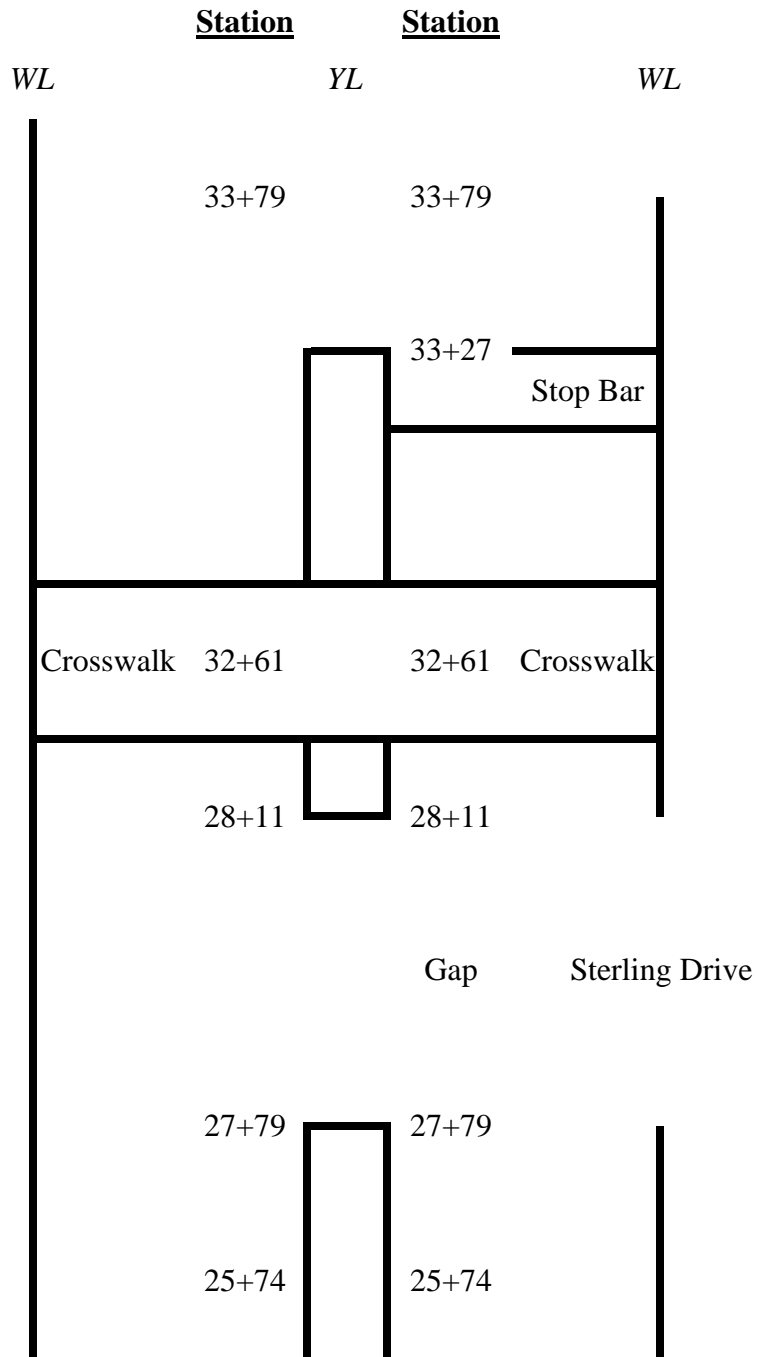 Station Station
WL YL WL
33+79 33+79
33+27
Stop Bar
Crosswalk 32+61 32+61 Crosswalk
28+11 28+11
Gap Sterling Drive
27+79 27+79
25+74 25+74